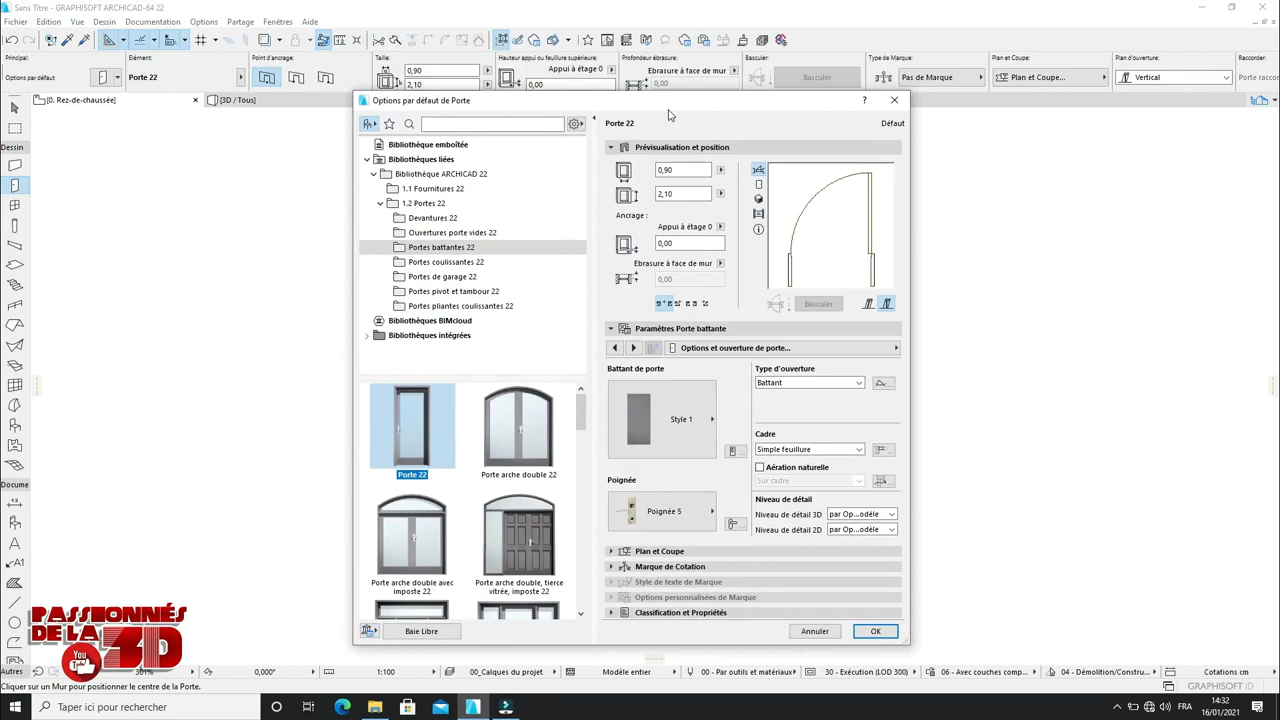 Sans Titre - GRAPHISOFT ARCHICAD-64 22
Fichier Edition Vue Dessin Documentation Options Partage Fenêtres Aide
Principal: Elément: Point d'ancrage: Taille: Hauteur appui ou feuillure supérieure: Profondeur ébrasure: Basculer: Type de Marque: Plan et Coupe: Plan d'ouverture:
Options par défaut Porte 22 0,90 2,10 Appui à étage 0 0,00 Ebrasure à face de mur 0,00 Basculer Pas de Marque Plan et Coupe... Vertical Porte racco
[0. Rez-de-chaussée] [3D / Tous]
Options par défaut de Porte
Dessin
Bibliothèque emboîtée
Bibliothèques liées
Bibliothèque ARCHICAD 22
1.1 Fournitures 22
1.2 Portes 22
Devantures 22
Ouvertures porte vides 22
Portes battantes 22
Portes coulissantes 22
Portes de garage 22
Portes pivot et tambour 22
Portes pliantes coulissantes 22
Bibliothèques BIMcloud
Bibliothèques intégrées
Porte 22
Porte arche double 22
Porte arche double avec imposte 22
Porte arche double, tierce vitrée, imposte 22
Baie Libre
Porte 22 Défaut
Prévisualisation et position
0,90
2,10
Ancrage :
Appui à étage 0
0,00
Ebrasure à face de mur
0,00
Basculer
Paramètres Porte battante
Options et ouverture de porte...
Battant de porte
Style 1
Poignée
Poignée 5
Type d'ouverture
Battant
Cadre
Simple feuillure
Aération naturelle
Sur cadre
Niveau de détail
Niveau de détail 3D par Op...odèle
Niveau de détail 2D par Op...odèle
Plan et Coupe
Marque de Cotation
Style de texte de Marque
Options personnalisées de Marque
Classification et Propriétés
Annuler OK
Docume
A1
PASSIONNÉS
DE LA 3D
You
Autres 301% 0,000° 1:100 00_Calques du projet Modèle entier 00 - Par outils et matériaux 30 - Exécution (LOD 300) 06 - Avec couches comp... 04 - Démolition/Constru... Cotations cm
Cliquer sur un Mur pour positionner le centre de la Porte. GRAPHISOFT ID
Taper ici pour rechercher FRA 14:32
16/01/2021